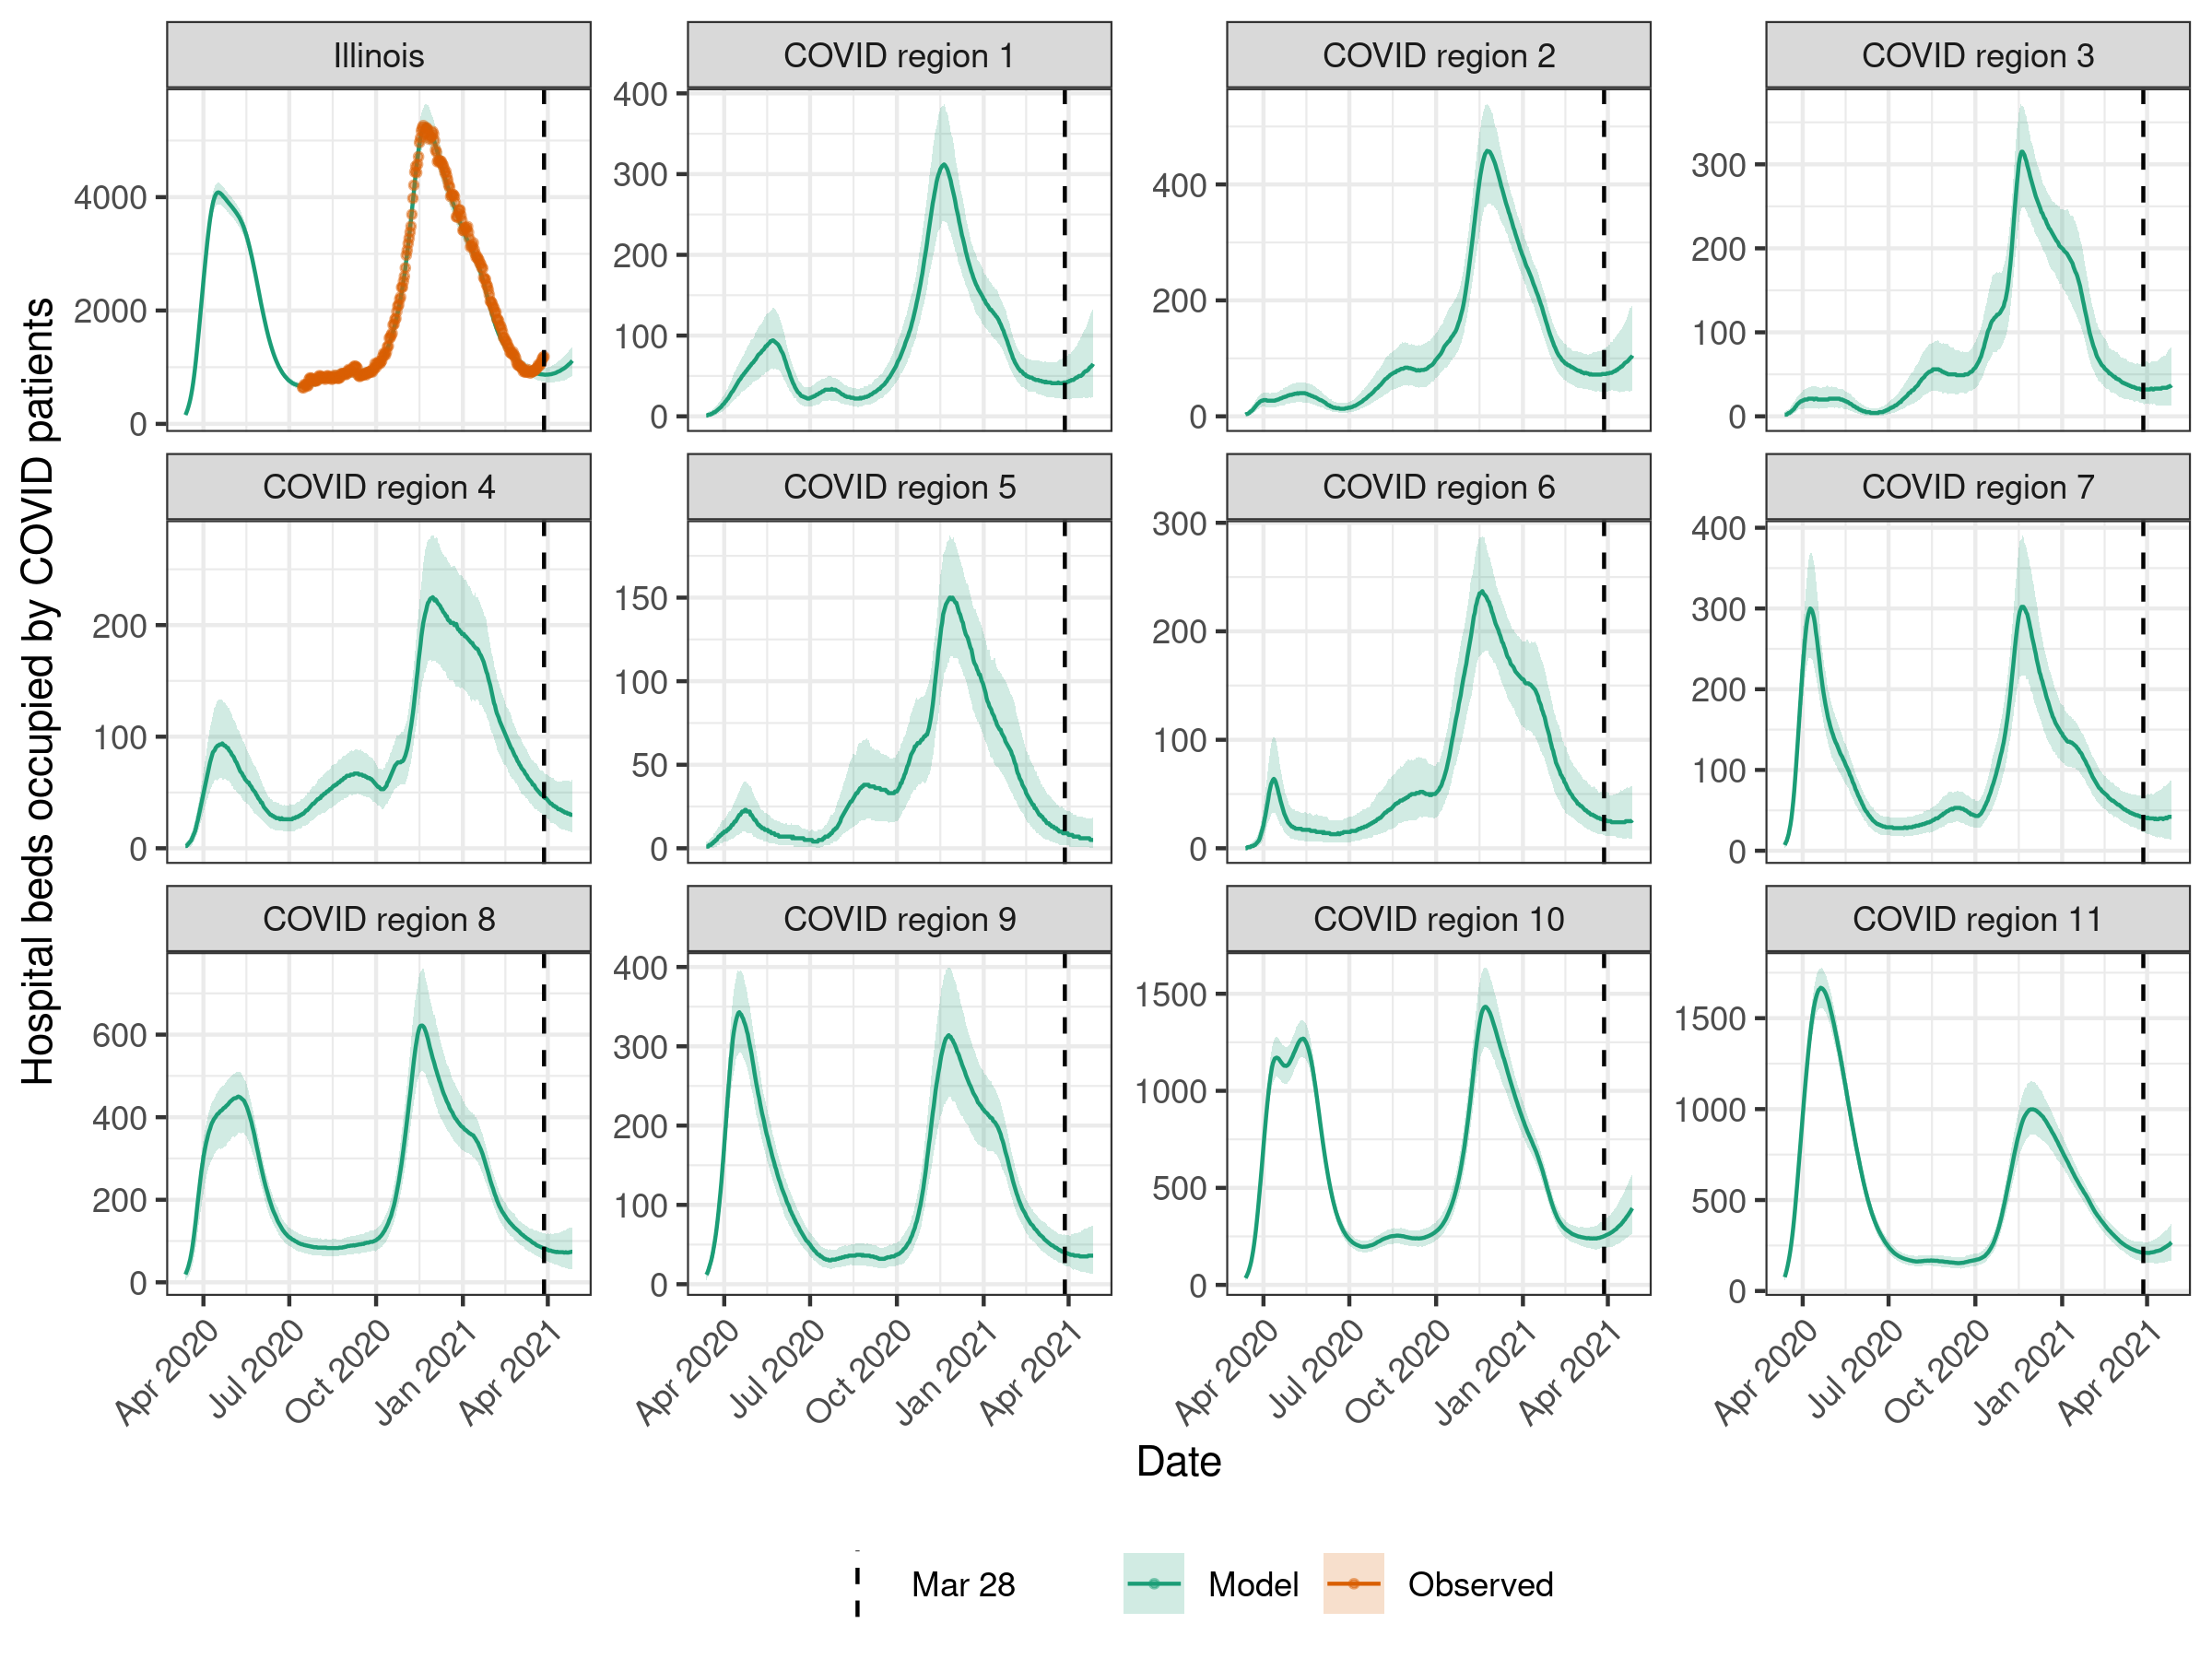 Hospital beds occupied by COVID patients
Illinois
COVID region 1
COVID region 2
COVID region 3
4000
2000
0
400
300
200
100
0
400
200
0
300
200
100
0
COVID region 4
COVID region 5
COVID region 6
COVID region 7
200
100
0
150
100
50
0
300
200
100
0
400
300
200
100
0
COVID region 8
COVID region 9
COVID region 10
COVID region 11
600
400
200
0
400
300
200
100
0
1500
1000
500
0
1500
1000
500
0
Apr 2020
Jul 2020
Oct 2020
Jan 2021
Apr 2021
Apr 2020
Jul 2020
Oct 2020
Jan 2021
Apr 2021
Apr 2020
Jul 2020
Oct 2020
Jan 2021
Apr 2021
Apr 2020
Jul 2020
Oct 2020
Jan 2021
Apr 2021
Date
Mar 28
Model
Observed